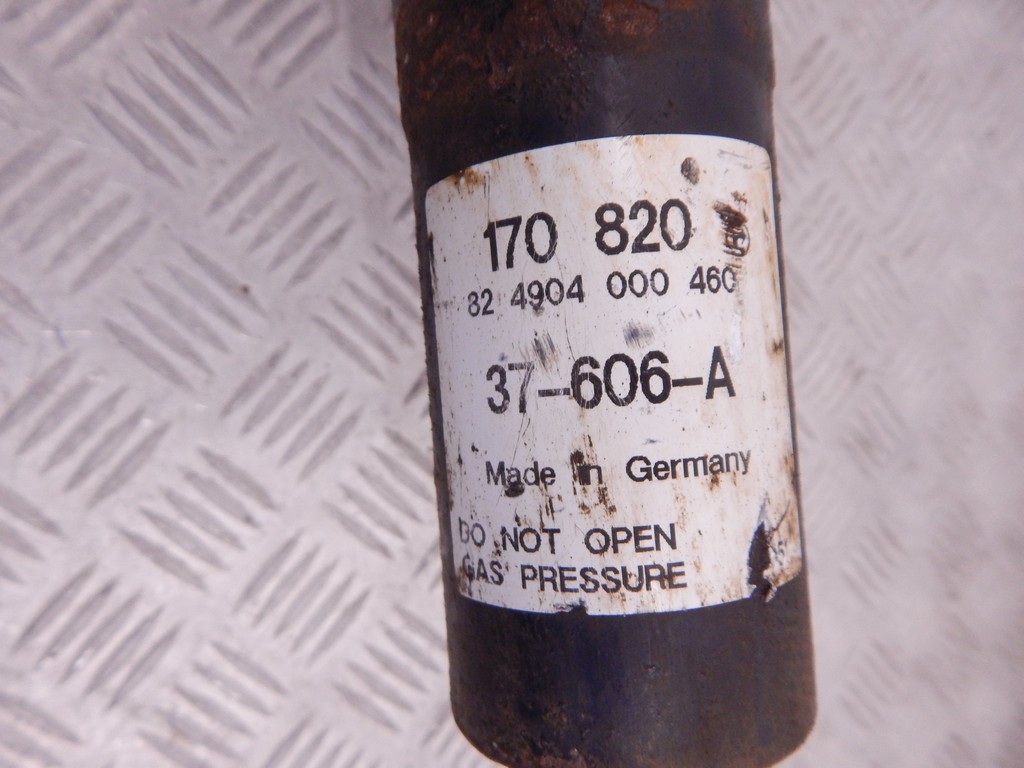 170 820
82 4904 000 460
37-606-A
Made in Germany
DO NOT OPEN
GAS PRESSURE